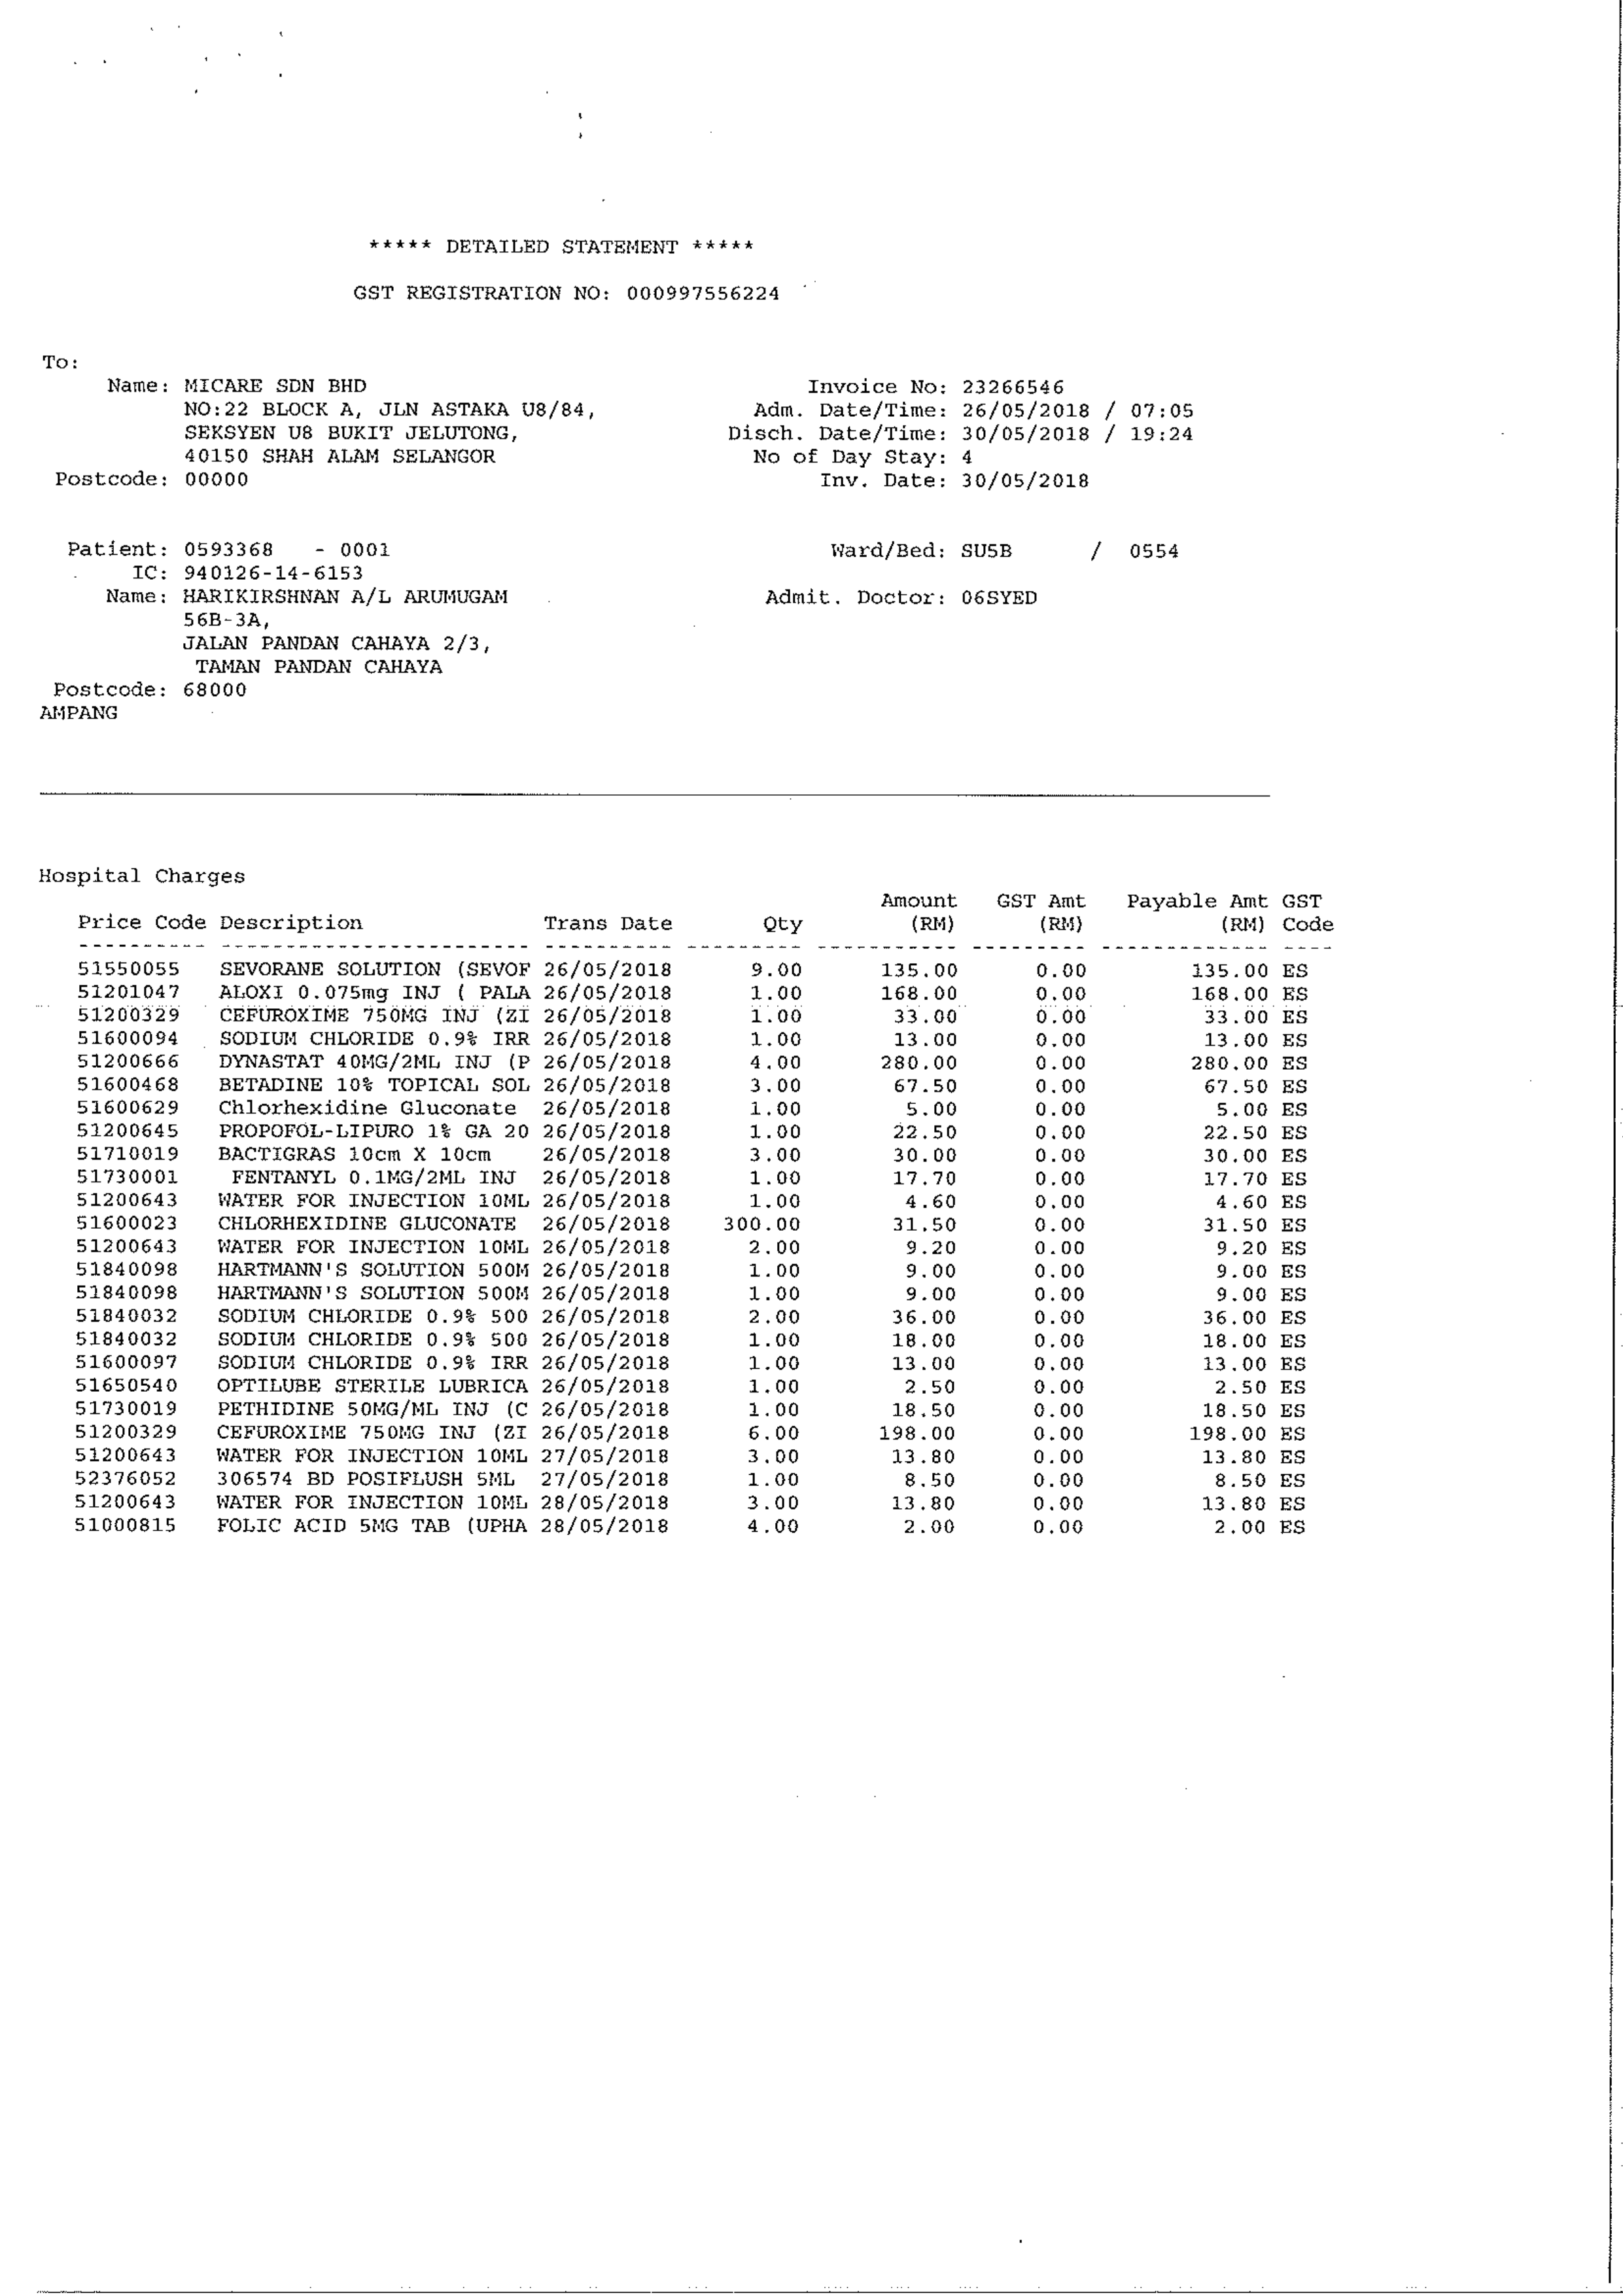 ***** DETAILED STATEMENT *****
GST REGISTRATION NO: 000997556224
To:
Name: MICARE SDN BHD Invoice No: 23266546
NO:22 BLOCK A, JLN ASTAKA U8/84, Adm. Date/Time: 26/05/2018 / 07:05
SEKSYEN U8 BUKIT JELUTONG, Disch. Date/Time: 30/05/2018 / 19:24
40150 SHAH ALAM SELANGOR No of Day Stay: 4
Postcode: 00000 Inv. Date: 30/05/2018
Patient: 0593368 - 0001 Ward/Bed: SU5B / 0554
IC: 940126-14-6153
Name: HARIKIRSHNAN A/L ARUMUGAM Admit. Doctor: 06SYED
56B-3A,
JALAN PANDAN CAHAYA 2/3,
TAMAN PANDAN CAHAYA
Postcode: 68000
AMPANG
Hospital Charges
Amount GST Amt Payable Amt GST
Price Code Description Trans Date Qty (RM) (RM) (RM) Code
51550055 SEVORANE SOLUTION (SEVOF 26/05/2018 9.00 135.00 0.00 135.00 ES
51201047 ALOXI 0.075mg INJ ( PALA 26/05/2018 1.00 168.00 0.00 168.00 ES
51200329 CEFUROXIME 750MG INJ (ZI 26/05/2018 1.00 33.00 0.00 33.00 ES
51600094 SODIUM CHLORIDE 0.9% IRR 26/05/2018 1.00 13.00 0.00 13.00 ES
51200666 DYNASTAT 40MG/2ML INJ (P 26/05/2018 4.00 280.00 0.00 280.00 ES
51600468 BETADINE 10% TOPICAL SOL 26/05/2018 3.00 67.50 0.00 67.50 ES
51600629 Chlorhexidine Gluconate 26/05/2018 1.00 5.00 0.00 5.00 ES
51200645 PROPOFOL-LIPURO 1% GA 20 26/05/2018 1.00 22.50 0.00 22.50 ES
51710019 BACTIGRAS 10cm X 10cm 26/05/2018 3.00 30.00 0.00 30.00 ES
51730001 FENTANYL 0.1MG/2ML INJ 26/05/2018 1.00 17.70 0.00 17.70 ES
51200643 WATER FOR INJECTION 10ML 26/05/2018 1.00 4.60 0.00 4.60 ES
51600023 CHLORHEXIDINE GLUCONATE 26/05/2018 300.00 31.50 0.00 31.50 ES
51200643 WATER FOR INJECTION 10ML 26/05/2018 2.00 9.20 0.00 9.20 ES
51840098 HARTMANN'S SOLUTION 500M 26/05/2018 1.00 9.00 0.00 9.00 ES
51840098 HARTMANN'S SOLUTION 500M 26/05/2018 1.00 9.00 0.00 9.00 ES
51840032 SODIUM CHLORIDE 0.9% 500 26/05/2018 2.00 36.00 0.00 36.00 ES
51840032 SODIUM CHLORIDE 0.9% 500 26/05/2018 1.00 18.00 0.00 18.00 ES
51600097 SODIUM CHLORIDE 0.9% IRR 26/05/2018 1.00 13.00 0.00 13.00 ES
51650540 OPTILUBE STERILE LUBRICA 26/05/2018 1.00 2.50 0.00 2.50 ES
51730019 PETHIDINE 50MG/ML INJ (C 26/05/2018 1.00 18.50 0.00 18.50 ES
51200329 CEFUROXIME 750MG INJ (ZI 26/05/2018 6.00 198.00 0.00 198.00 ES
51200643 WATER FOR INJECTION 10ML 27/05/2018 3.00 13.80 0.00 13.80 ES
52376052 306574 BD POSIFLUSH 5ML 27/05/2018 1.00 8.50 0.00 8.50 ES
51200643 WATER FOR INJECTION 10ML 28/05/2018 3.00 13.80 0.00 13.80 ES
51000815 FOLIC ACID 5MG TAB (UPHA 28/05/2018 4.00 2.00 0.00 2.00 ES